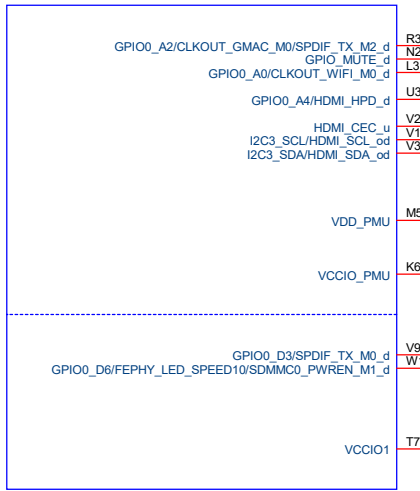 GPIO0_A2/CLKOUT_GMAC_M0/SPDIF_TX_M2_d R3
GPIO_MUTE_d N2
GPIO0_A0/CLKOUT_WIFI_M0_d L3
GPIO0_A4/HDMI_HPD_d U3
HDMI_CEC_u V2
I2C3_SCL/HDMI_SCL_od V1
I2C3_SDA/HDMI_SDA_od V3
VDD_PMU M5
VCCIO_PMU K6
GPIO0_D3/SPDIF_TX_M0_d V9
GPIO0_D6/FEPHY_LED_SPEED10/SDMMC0_PWREN_M1_d
VCCIO1 T7